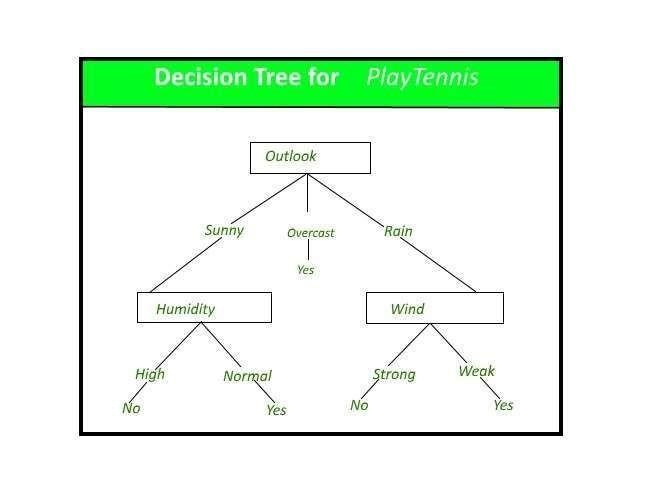 Decision Tree for PlayTennis
Outlook
Sunny Overcast Rain
Yes
Humidity Wind
High Normal Strong Weak
No Yes No Yes